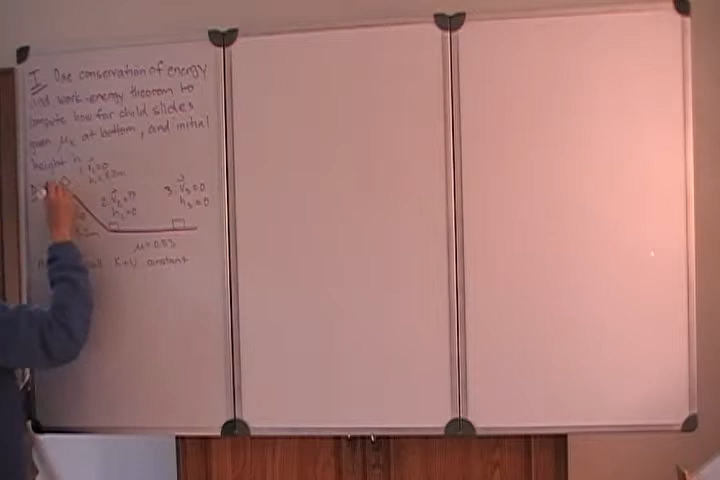 I. Use conservation of energy
and work-energy theorem to
compute how far child slides
given μk at bottom, and initial
height h
1: v₁=0
2: v₂=??
h₂=0
3: v₃=0
h₃=0
μ=0.53
K+U constant